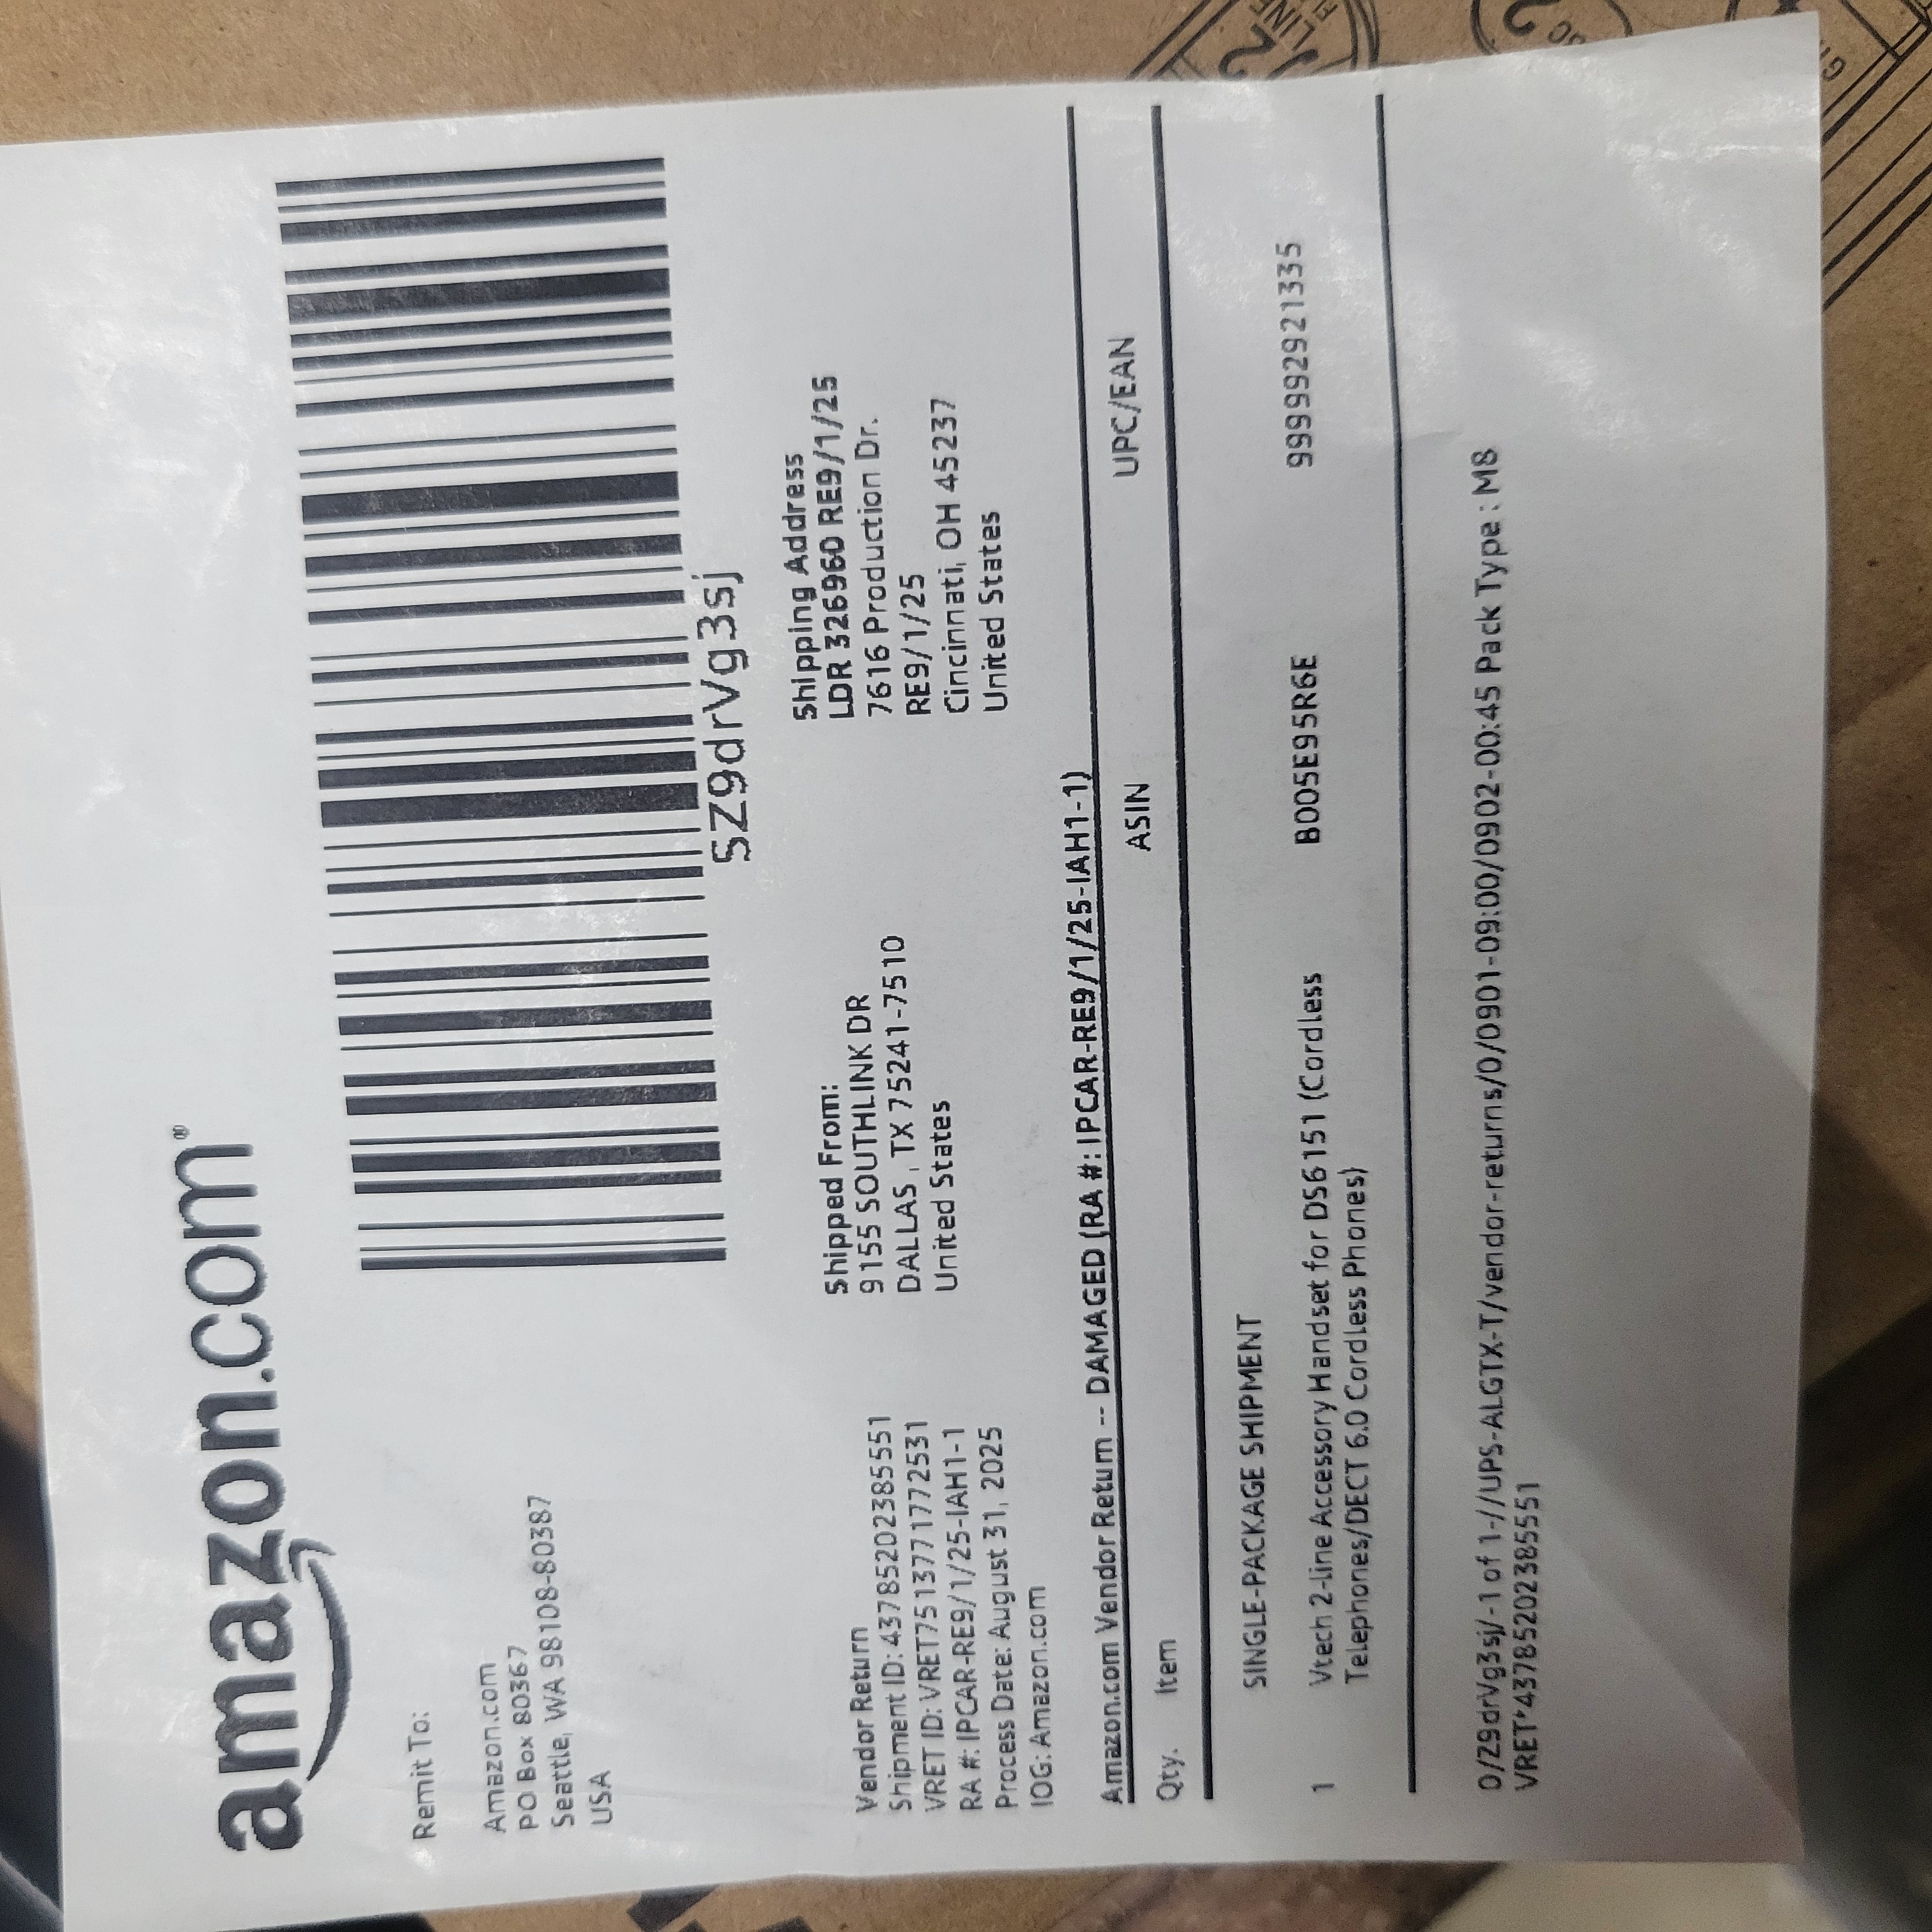 amazon.com®
Remit To:
Amazon.com
PO Box 80367
Seattle, WA 98108-80387
USA
SZ9drVg3sj
Vendor Return
Shipment ID: 43785202385551
VRET ID: VRET751377171772531
RA #: IPCAR-RE9/1/25-IAH1-1
Process Date: August 31, 2025
IOG: Amazon.com
Shipped From:
9155 SOUTHLINK DR
DALLAS , TX 75241-7510
United States
Shipping Address
LDR 326960 RE9/1/25
7616 Production Dr.
RE9/1/25
Cincinnati, OH 45237
United States
Amazon.com Vendor Return -- DAMAGED (RA #: IPCAR-RE9/1/25-IAH1-1)
Qty. Item ASIN UPC/EAN
SINGLE-PACKAGE SHIPMENT
1 Vtech 2-line Accessory Handset for DS6151 (Cordless B005E95R6E 999992921335
Telephones/DECT 6.0 Cordless Phones)
0/Z9drVg3sj/-1 of 1-//UPS-ALGTX-T/vendor-returns/0/0901-09:00/0902-00:45 Pack Type : M8
VRET*43785202385551
LINE